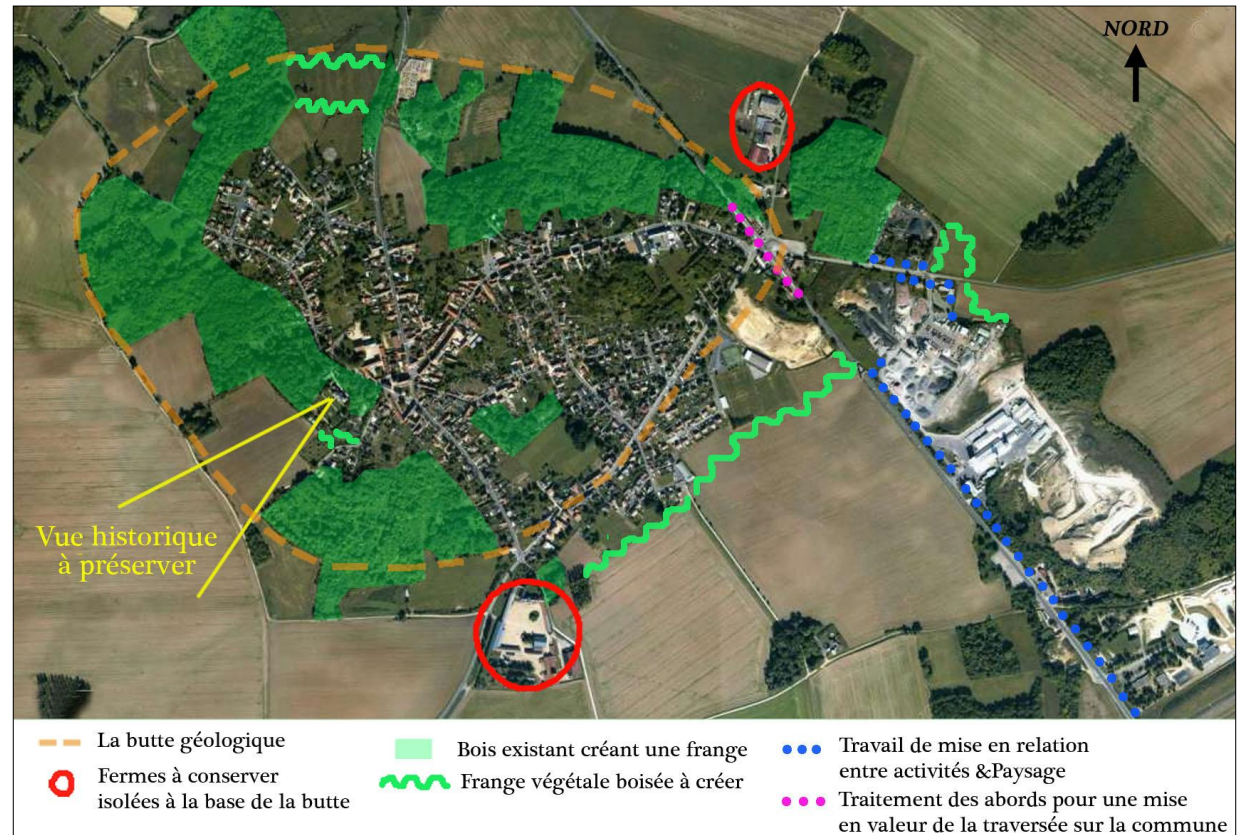 NORD
Vue historique
à préserver
La butte géologique
Fermes à conserver
isolées à la base de la butte
Bois existant créant une frange
Frange végétale boisée à créer
Travail de mise en relation
entre activités &Paysage
Traitement des abords pour une mise
en valeur de la traversée sur la commune